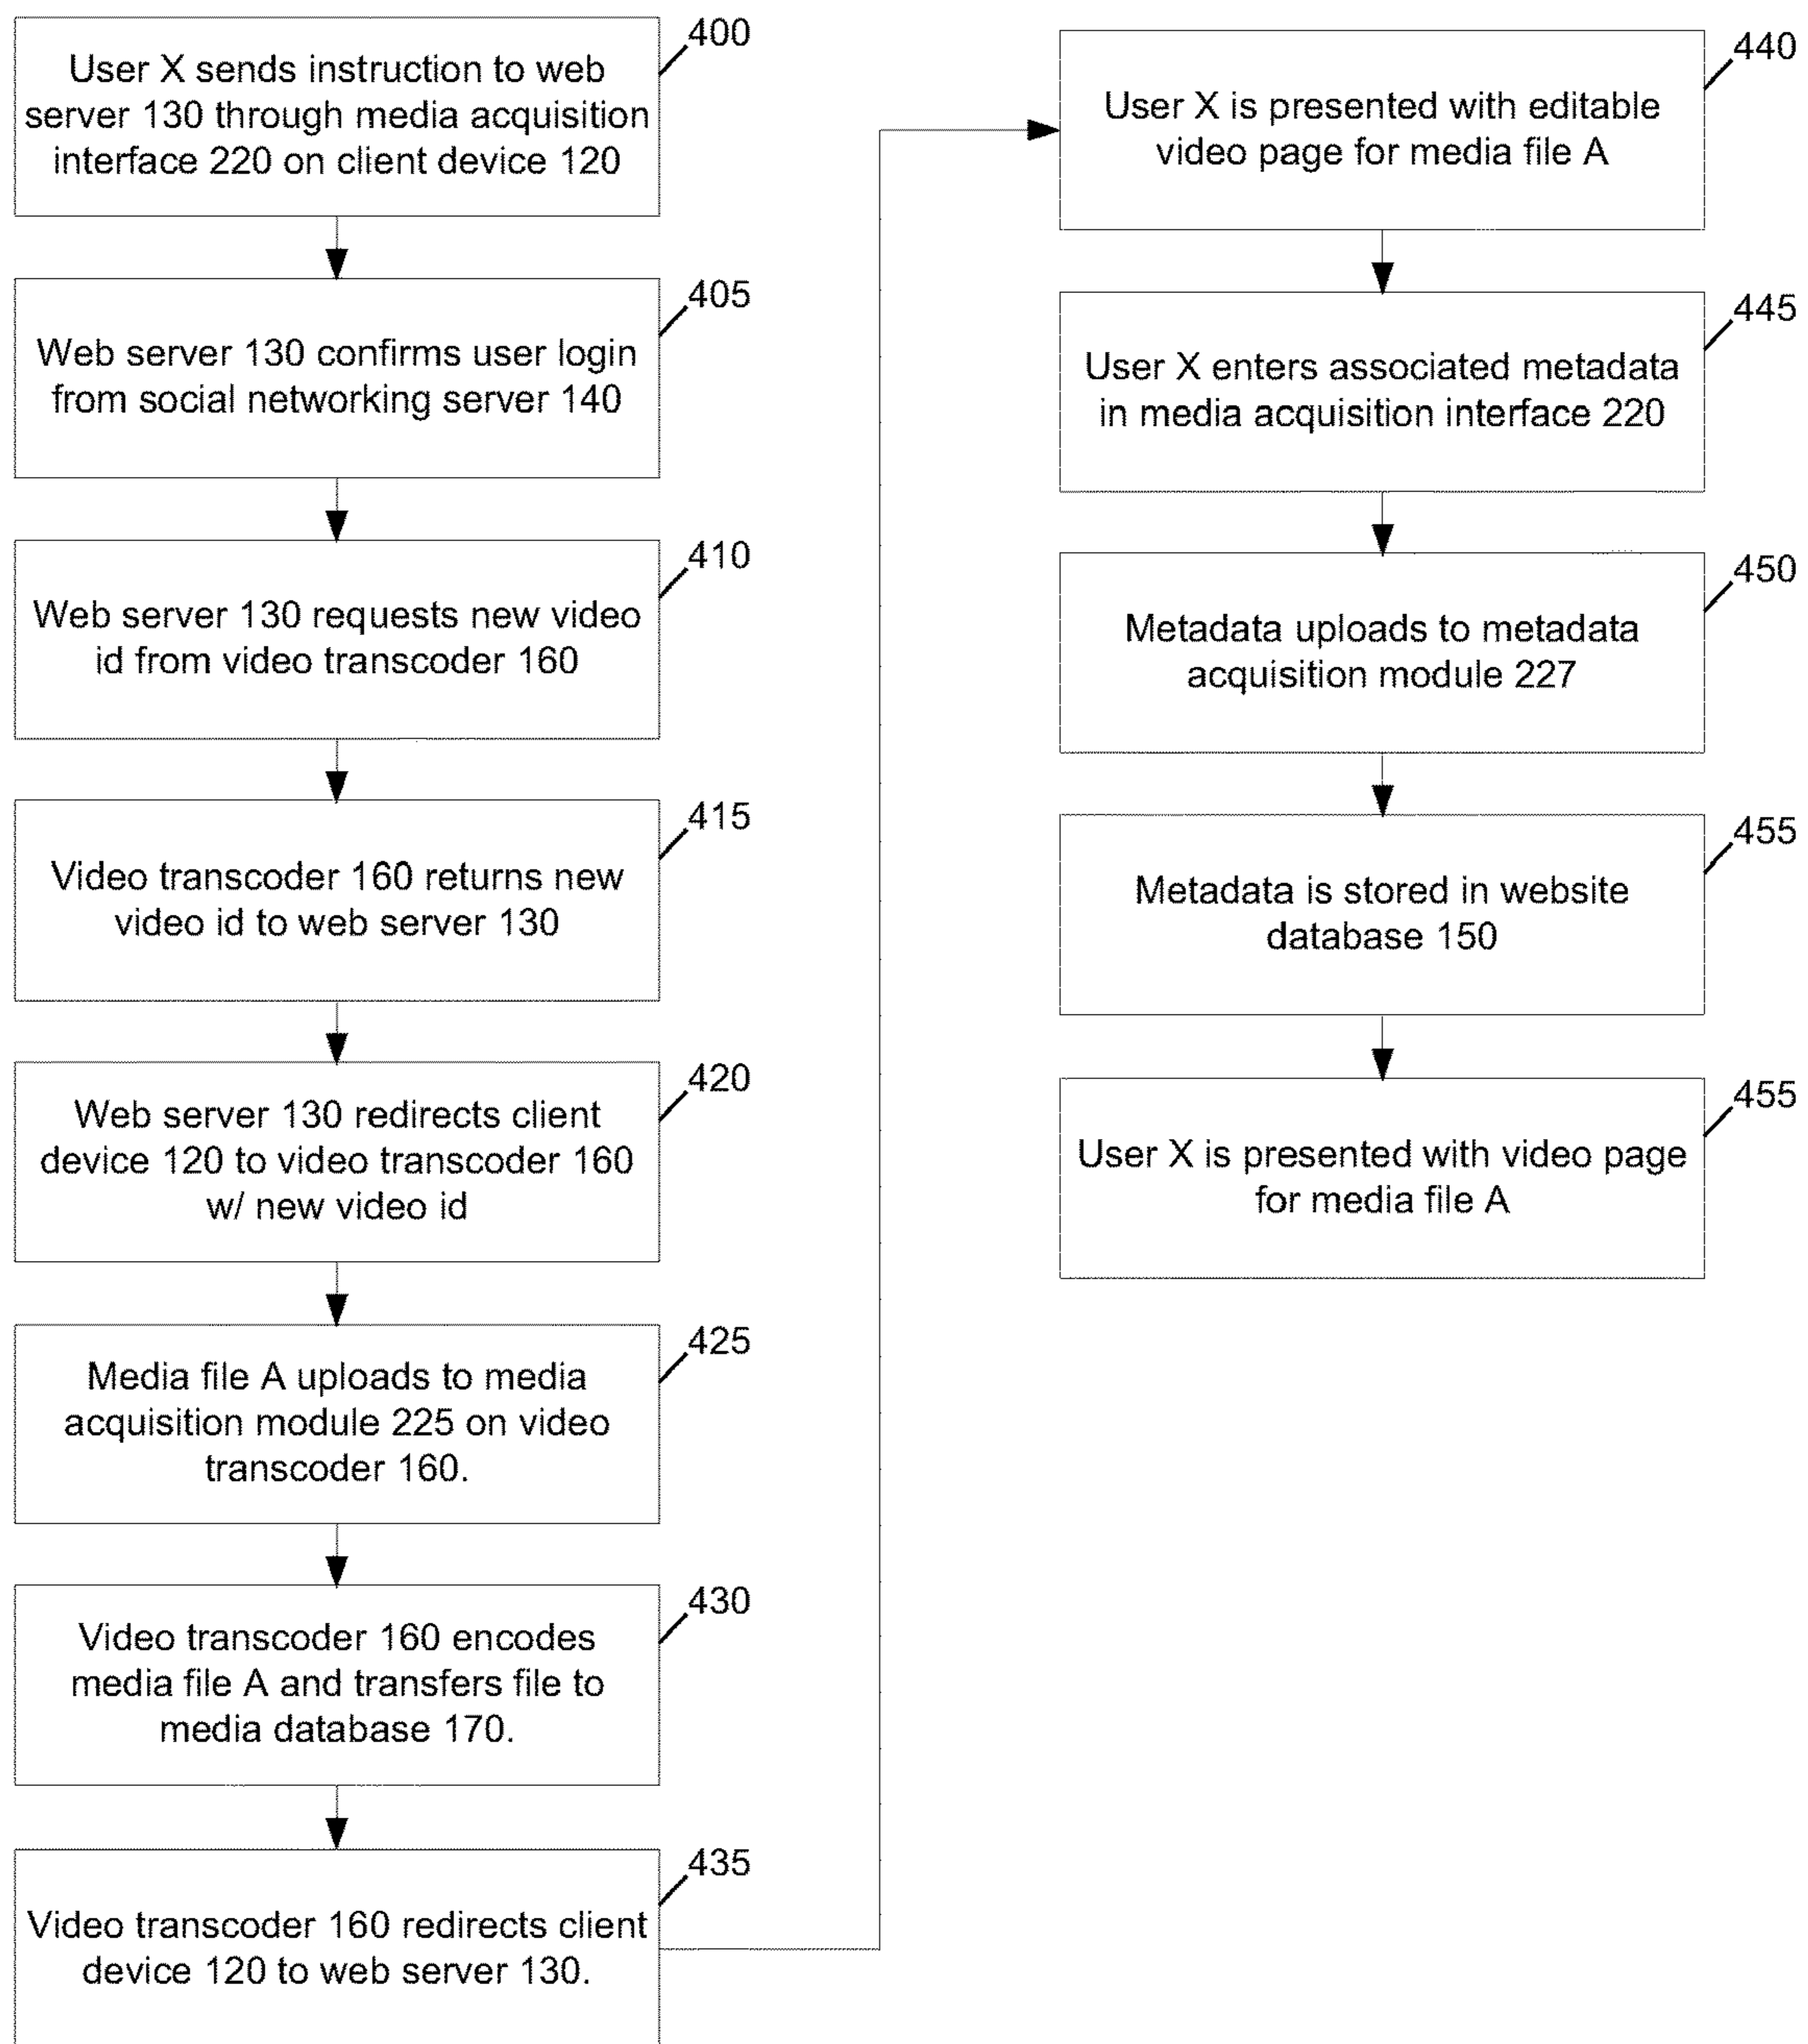 400
User X sends instruction to web
server 130 through media acquisition
interface 220 on client device 120
405
Web server 130 confirms user login
from social networking server 140
410
Web server 130 requests new video
id from video transcoder 160
415
Video transcoder 160 returns new
video id to web server 130
420
Web server 130 redirects client
device 120 to video transcoder 160
w/ new video id
425
Media file A uploads to media
acquisition module 225 on video
transcoder 160.
430
Video transcoder 160 encodes
media file A and transfers file to
media database 170.
435
Video transcoder 160 redirects client
device 120 to web server 130.
440
User X is presented with editable
video page for media file A
445
User X enters associated metadata
in media acquisition interface 220
450
Metadata uploads to metadata
acquisition module 227
455
Metadata is stored in website
database 150
455
User X is presented with video page
for media file A